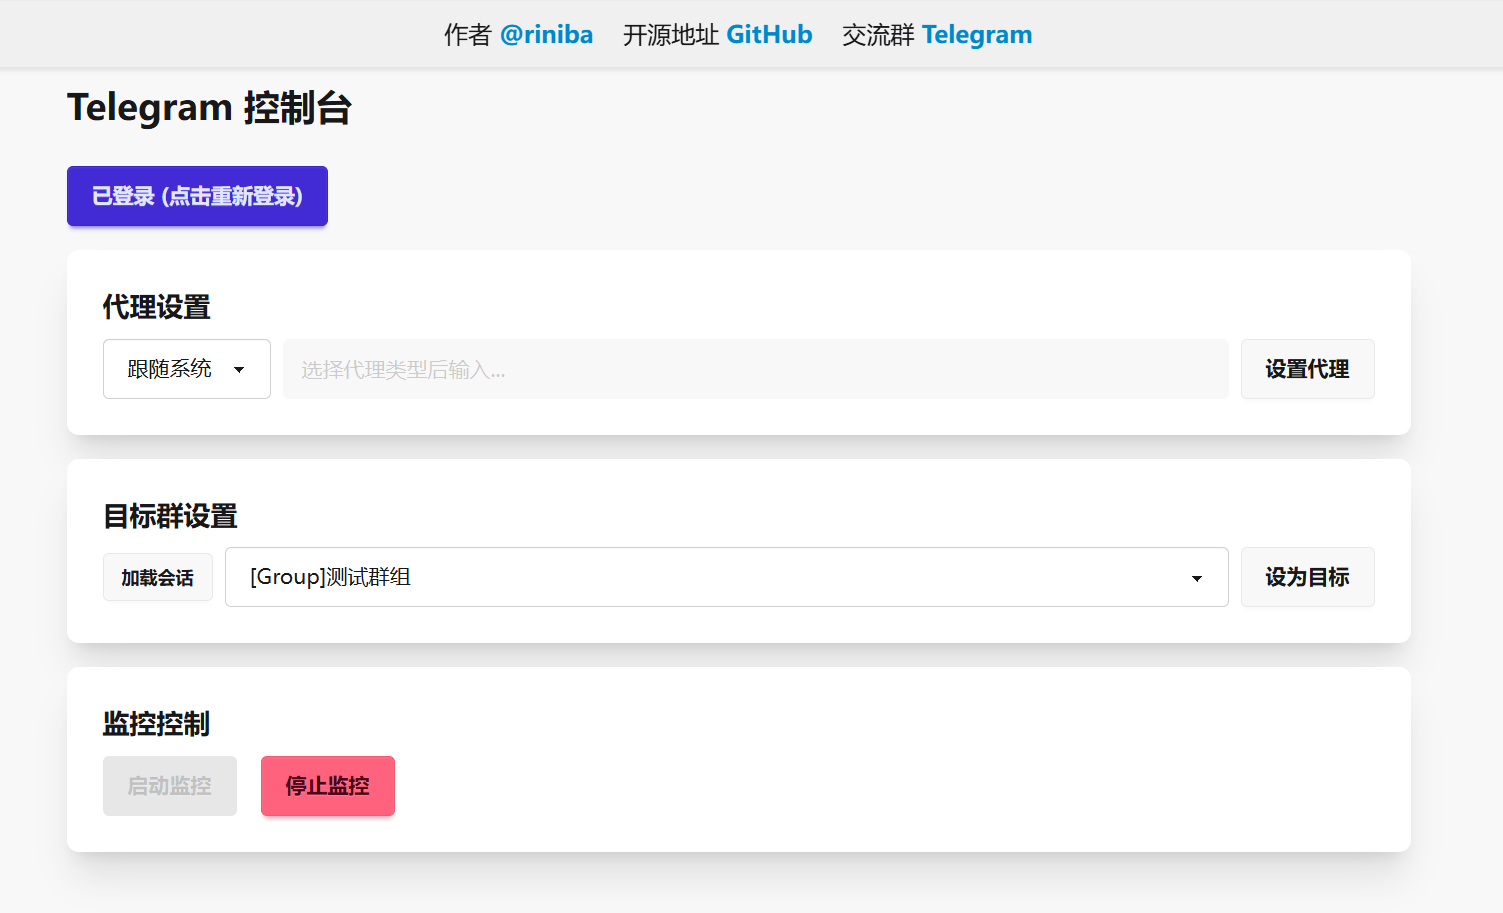 作者 @riniba 开源地址 GitHub 交流群 Telegram
Telegram 控制台
已登录 (点击重新登录)
代理设置
跟随系统 选择代理类型后输入... 设置代理
目标群设置
加载会话 [Group]测试群组 设为目标
监控控制
启动监控 停止监控